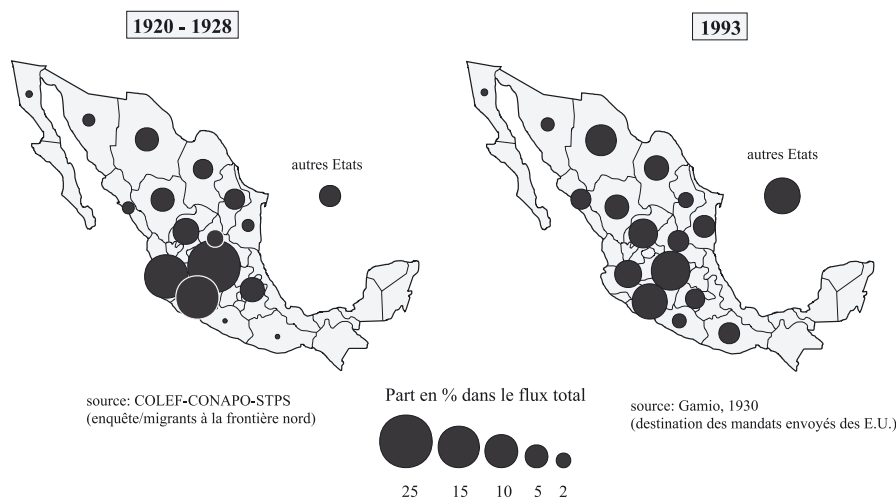 1920 - 1928
1993
autres Etats
autres Etats
source: COLEF-CONAPO-STPS
(enquête/migrants à la frontière nord)
Part en % dans le flux total
source: Gamio, 1930
(destination des mandats envoyés des E.U.)
25 15 10 5 2